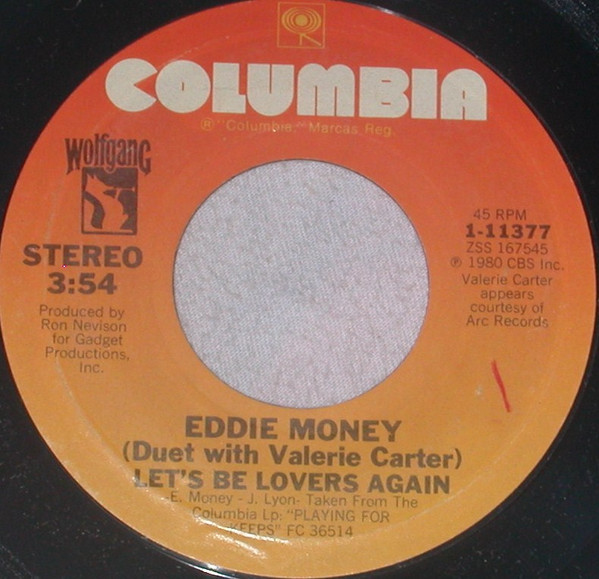 COLUMBIA
® "Columbia," Marcas Reg.
Wolfgang
STEREO
3:54
Produced by
Ron Nevison
for Gadget
Productions,
Inc.
45 RPM
1-11377
ZSS 167545
℗ 1980 CBS Inc.
Valerie Carter
appears
courtesy of
Arc Records
EDDIE MONEY
(Duet with Valerie Carter)
LET'S BE LOVERS AGAIN
E. Money - J. Lyon- Taken From The
Columbia Lp: "PLAYING FOR
KEEPS" FC 36514